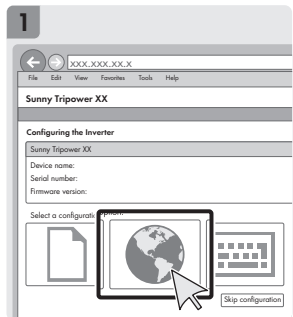 1
XXX.XXX.XX.X
File Edit View Favorites Tools Help
Sunny Tripower XX
Configuring the Inverter
Sunny Tripower XX
Device name:
Serial number:
Firmware version:
Select a configuratio option:
Skip configuration